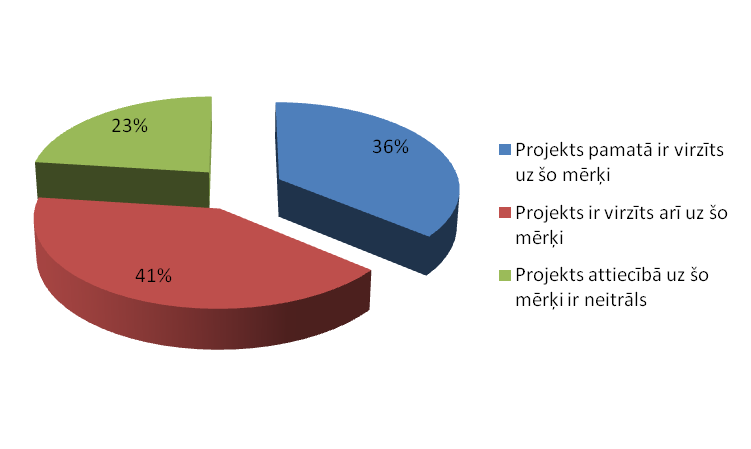 23%
36%
41%
Projekts pamatā ir virzīts
uz šo mērķi
Projekts ir virzīts arī uz šo
mērķi
Projekts attiecībā uz šo
mērķi ir neitrāls